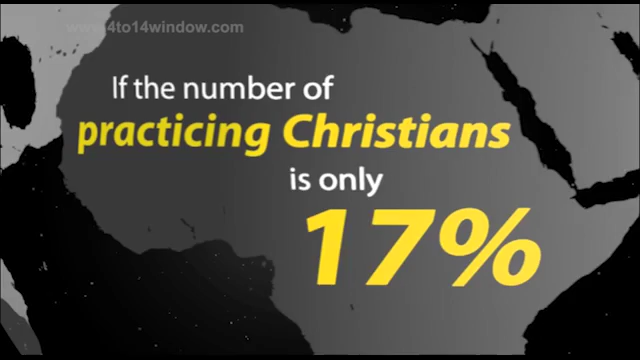 www.4to14window.com
If the number of
practicing Christians
is only
17%